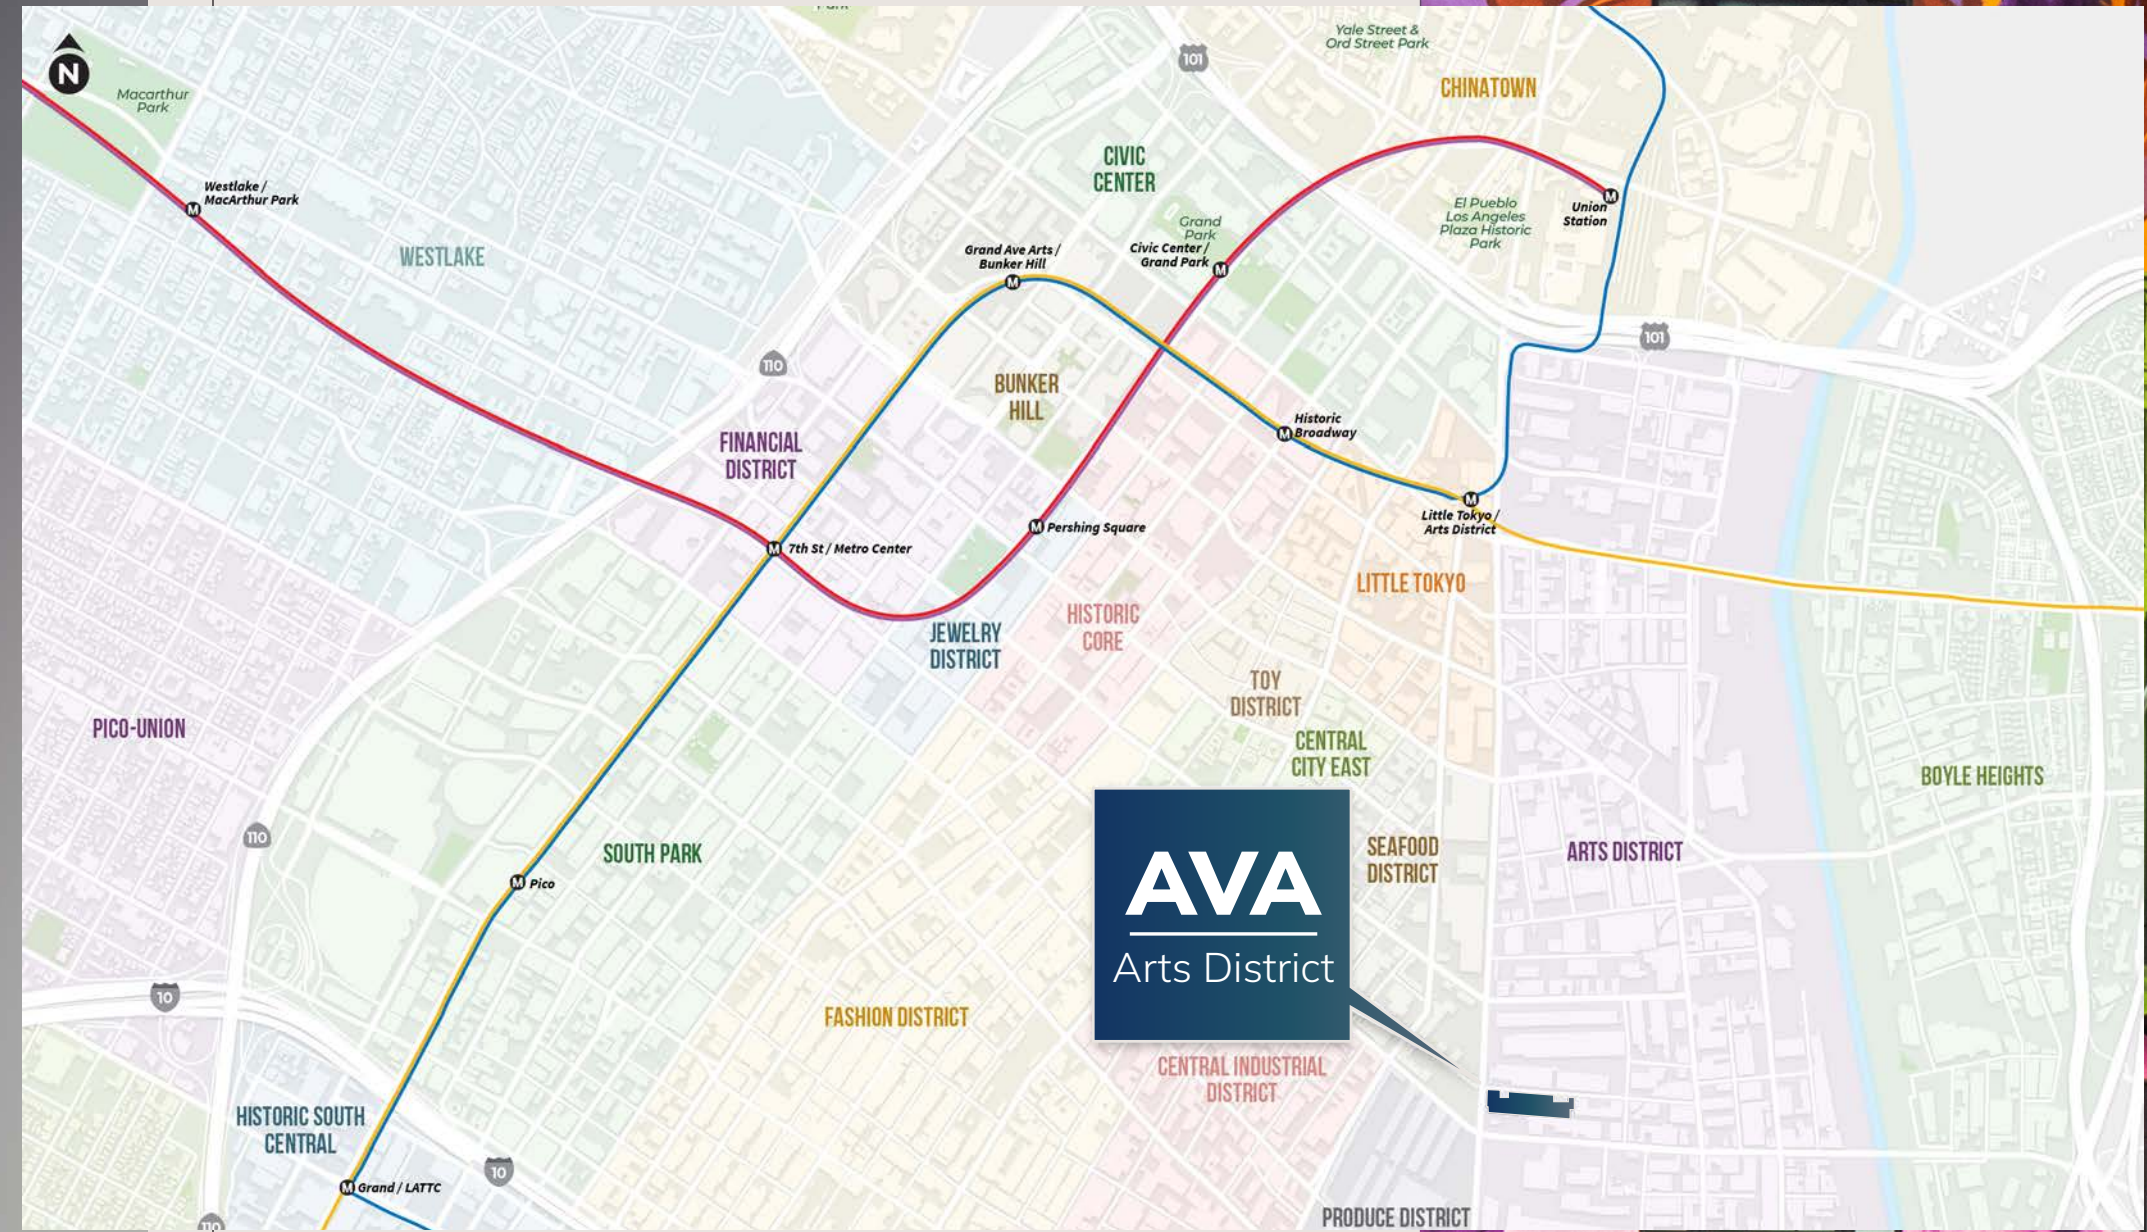 N
Macarthur
Park
101
Yale Street &
Ord Street Park
CHINATOWN
CIVIC
CENTER
Westlake /
MacArthur Park
WESTLAKE
Grand
Park
Civic Center /
Grand Park
M
El Pueblo
Los Angeles
Plaza Historic
Park
Union
Station
M
M
Grand Ave Arts /
Bunker Hill
M
101
110
BUNKER
HILL
FINANCIAL
DISTRICT
Historic
Broadway
M
M
Little Tokyo /
Arts District
M
Pershing Square
M
7th St / Metro Center
LITTLE TOKYO
HISTORIC
CORE
JEWELRY
DISTRICT
TOY
DISTRICT
PICO-UNION
CENTRAL
CITY EAST
BOYLE HEIGHTS
110
SOUTH PARK
SEAFOOD
DISTRICT
ARTS DISTRICT
M
Pico
AVA
Arts District
10
FASHION DISTRICT
CENTRAL INDUSTRIAL
DISTRICT
HISTORIC SOUTH
CENTRAL
10
M
Grand / LATTC
PRODUCE DISTRICT
110